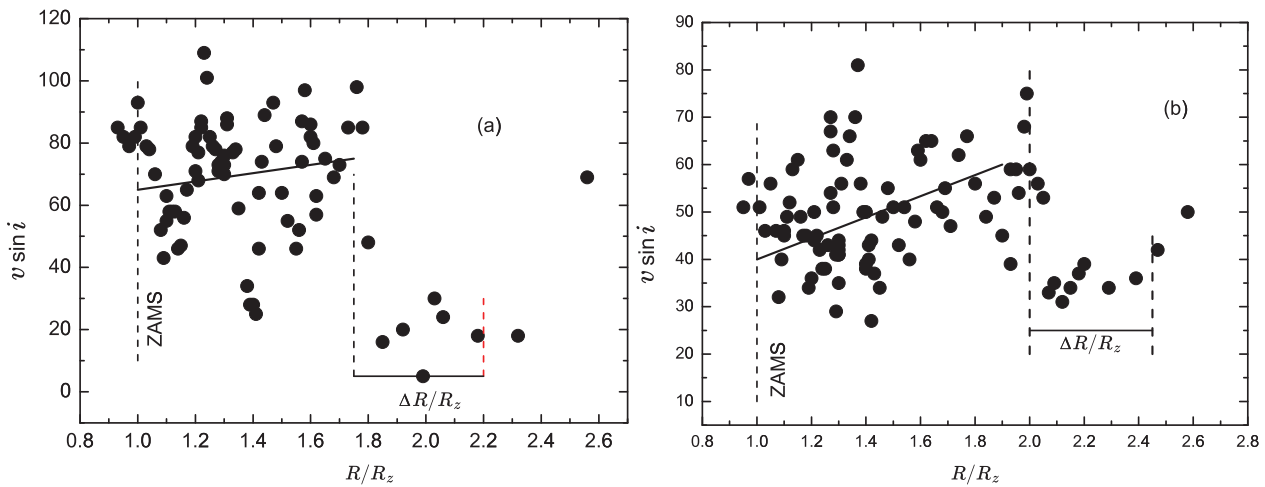 120
100
80
60
40
20
0
v sin i
(a)
ZAMS
ΔR/R_z
0.8 1.0 1.2 1.4 1.6 1.8 2.0 2.2 2.4 2.6
R/R_z
90
80
70
60
50
40
30
20
10
v sin i
(b)
ZAMS
ΔR/R_z
0.8 1.0 1.2 1.4 1.6 1.8 2.0 2.2 2.4 2.6 2.8
R/R_z